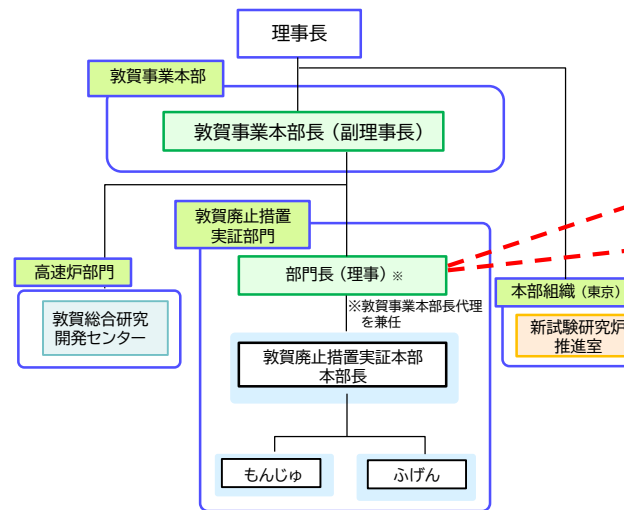 理事長
敦賀事業本部
敦賀事業本部長（副理事長）
敦賀廃止措置
実証部門
高速炉部門
部門長（理事）※
本部組織（東京）
敦賀総合研究
開発センター
※敦賀事業本部長代理
を兼任
新試験研究炉
推進室
敦賀廃止措置実証本部
本部長
もんじゅ
ふげん